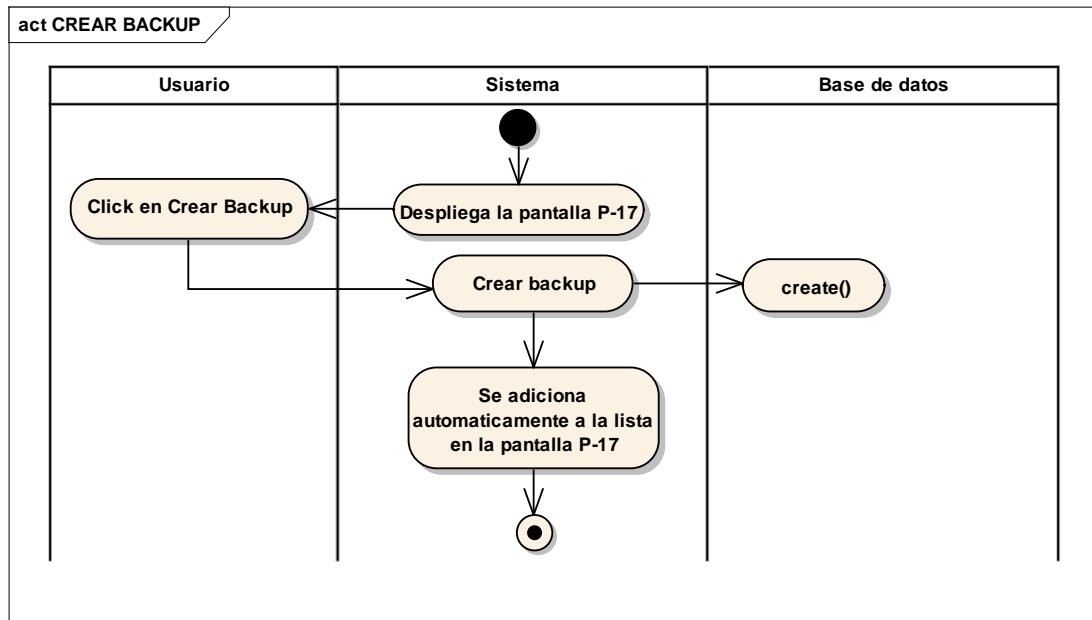 act CREAR BACKUP
Usuario
Sistema
Base de datos
Click en Crear Backup
Despliega la pantalla P-17
Crear backup
create()
Se adiciona
automaticamente a la lista
en la pantalla P-17